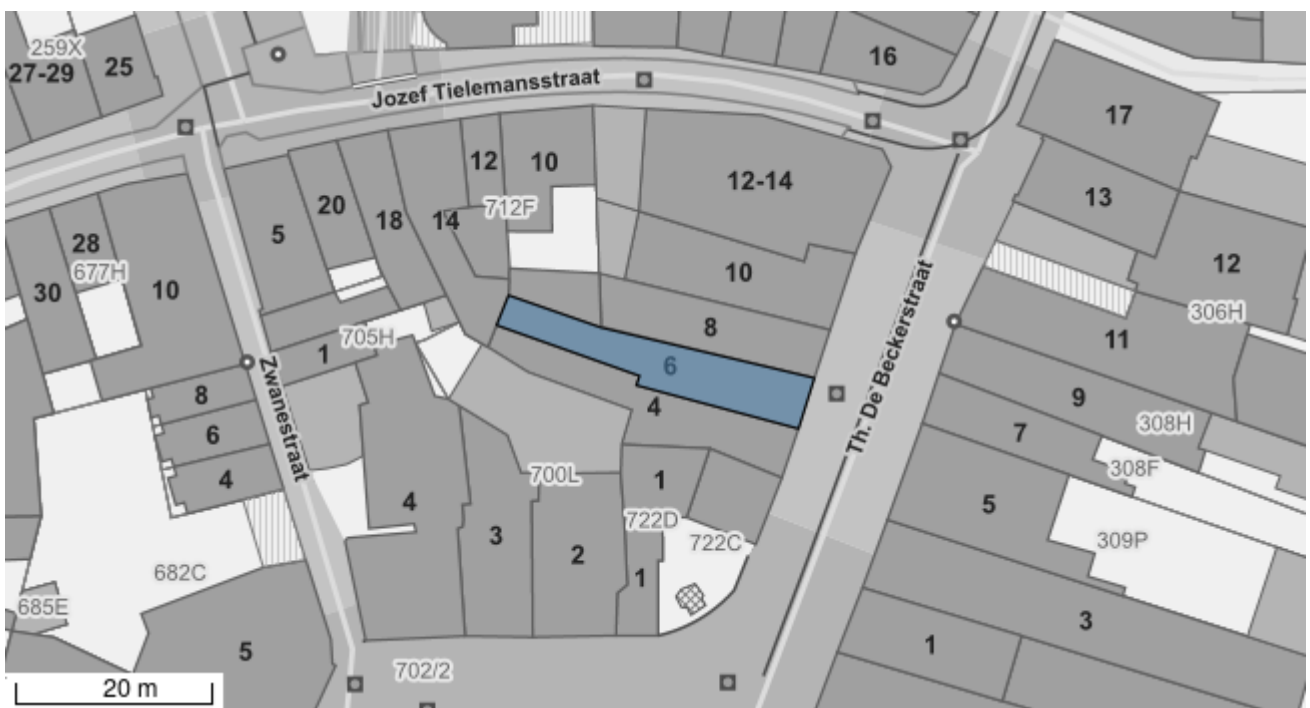 259X
27-29
25
16
Jozef Tielemansstraat
17
12
10
12-14
20
13
14
712F
18
5
28
677H
12
10
10
30
306H
8
11
705H
1
6
Zwanestraat
Th. De Beckerstraat
8
9
4
308H
6
7
308F
1
4
700L
4
5
3
722D
2
722C
309P
682C
1
685E
3
1
5
702/2
20 m